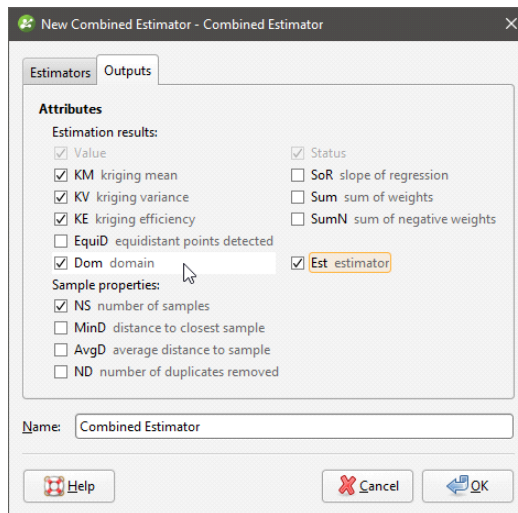 New Combined Estimator - Combined Estimator
Estimators Outputs
Attributes
Estimation results:
Value Status
KM kriging mean SoR slope of regression
KV kriging variance Sum sum of weights
KE kriging efficiency SumN sum of negative weights
EquiD equidistant points detected
Dom domain Est estimator
Sample properties:
NS number of samples
MinD distance to closest sample
AvgD average distance to sample
ND number of duplicates removed
Name: Combined Estimator
Help Cancel OK